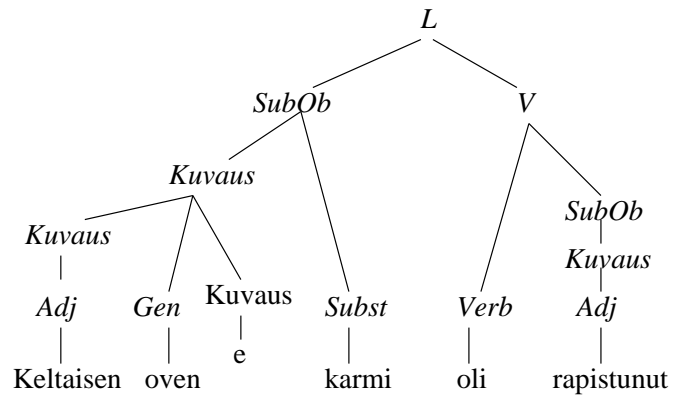 L
SubOb V
Kuvaus
SubOb
Kuvaus
Kuvaus
Adj Gen Kuvaus Subst Verb Adj
e
Keltaisen oven karmi oli rapistunut